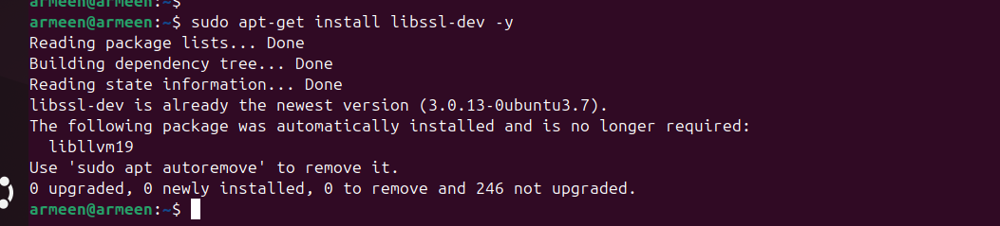 armeen@armeen:~$
armeen@armeen:~$ sudo apt-get install libssl-dev -y
Reading package lists... Done
Building dependency tree... Done
Reading state information... Done
libssl-dev is already the newest version (3.0.13-0ubuntu3.7).
The following package was automatically installed and is no longer required:
  libllvm19
Use 'sudo apt autoremove' to remove it.
0 upgraded, 0 newly installed, 0 to remove and 246 not upgraded.
armeen@armeen:~$